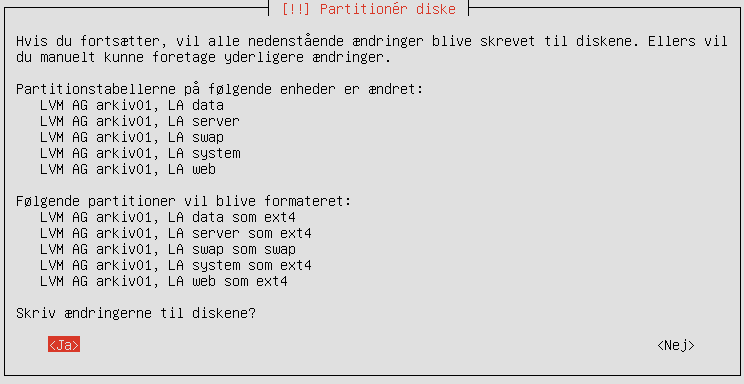 [!!] Partitionér diske
Hvis du fortsætter, vil alle nedenstående ændringer blive skrevet til diskene. Ellers vil
du manuelt kunne foretage yderligere ændringer.
Partitionstabellerne på følgende enheder er ændret:
LVM AG arkiv01, LA data
LVM AG arkiv01, LA server
LVM AG arkiv01, LA swap
LVM AG arkiv01, LA system
LVM AG arkiv01, LA web
Følgende partitioner vil blive formateret:
LVM AG arkiv01, LA data som ext4
LVM AG arkiv01, LA server som ext4
LVM AG arkiv01, LA swap som swap
LVM AG arkiv01, LA system som ext4
LVM AG arkiv01, LA web som ext4
Skriv ændringerne til diskene?
<Ja> <Nej>